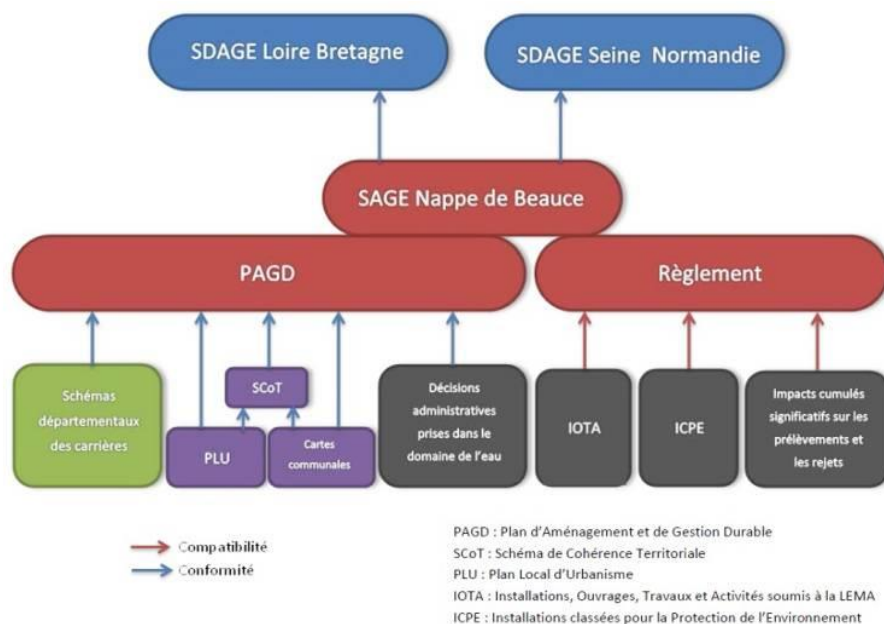 SDAGE Loire Bretagne
SDAGE Seine Normandie
SAGE Nappe de Beauce
PAGD
Règlement
Schémas
départementaux
des carrières
SCoT
PLU
Cartes
communales
Décisions
administratives
prises dans le
domaine de l'eau
IOTA
ICPE
Impacts cumulés
significatifs sur les
prélèvements et
les rejets
Compatibilité
Conformité
PAGD : Plan d'Aménagement et de Gestion Durable
SCoT : Schéma de Cohérence Territoriale
PLU : Plan Local d'Urbanisme
IOTA : Installations, Ouvrages, Travaux et Activités soumis à la LEMA
ICPE : Installations classées pour la Protection de l'Environnement